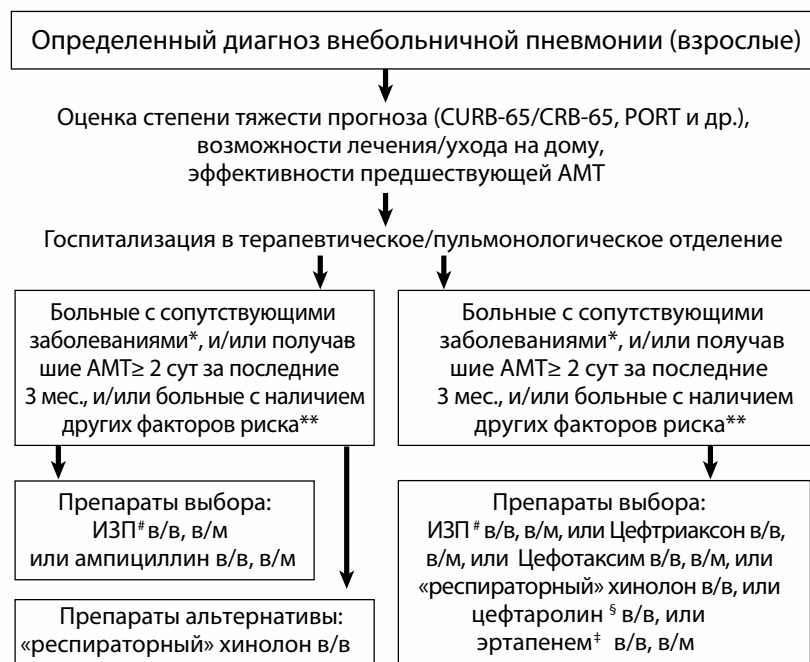 Определенный диагноз внебольничной пневмонии (взрослые)
Оценка степени тяжести прогноза (CURB-65/CRB-65, PORT и др.),
возможности лечения/ухода на дому,
эффективности предшествующей АМТ
Госпитализация в терапевтическое/пульмонологическое отделение
Больные с сопутствующими
заболеваниями*, и/или получав
шие АМТ≥ 2 сут за последние
3 мес., и/или больные с наличием
других факторов риска**
Препараты выбора:
ИЗП# в/в, в/м
или ампициллин в/в, в/м
Препараты альтернативы:
«респираторный» хинолон в/в
Больные с сопутствующими
заболеваниями*, и/или получав
шие АМТ≥ 2 сут за последние
3 мес., и/или больные с наличием
других факторов риска**
Препараты выбора:
ИЗП# в/в, в/м, или Цефтриаксон в/в,
в/м, или Цефотаксим в/в, в/м, или
«респираторный» хинолон в/в, или
цефтаролин § в/в, или
эртапенем‡ в/в, в/м